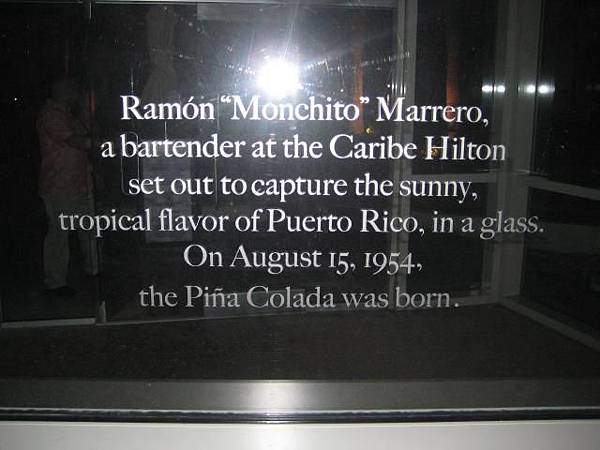 Ramón “Monchito” Marrero,
a bartender at the Caribe Hilton
set out to capture the sunny,
tropical flavor of Puerto Rico, in a glass.
On August 15, 1954,
the Piña Colada was born.